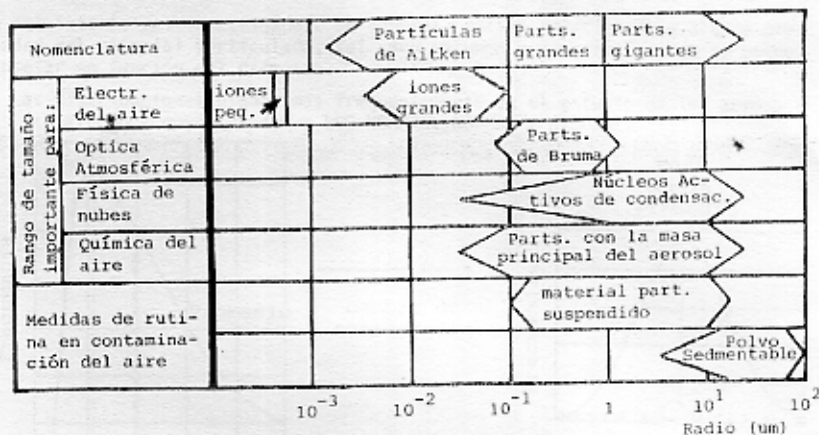 Nomenclatura
Partículas
de Aitken
Parts.
grandes
Parts.
gigantes
Rango de tamaño
importante para..
Electr.
del aire
iones
peq.
iones
grandes
Optica
Atmosférica
Parts.
de Bruma
Física de
nubes
Núcleos Ac-
tivos de condensac.
Química del
aire
Parts. con la masa
principal del aerosol
Medidas de ruti-
na en contamina-
ción del aire
material part.
suspendido
Polvo
Sedmentable
10⁻³ 10⁻² 10⁻¹ 1 10¹ 10²
Radio (um)